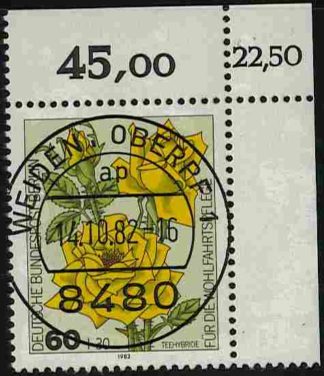 45,00
22,50
WEIDEN, OBERPF 1
ap
14.10.82-16
8480
DEUTSCHE BUNDESPOST BERLIN
FÜR DIE WOHLFAHRTSPFLEGE
60+30
TEEHYBRIDE
1982